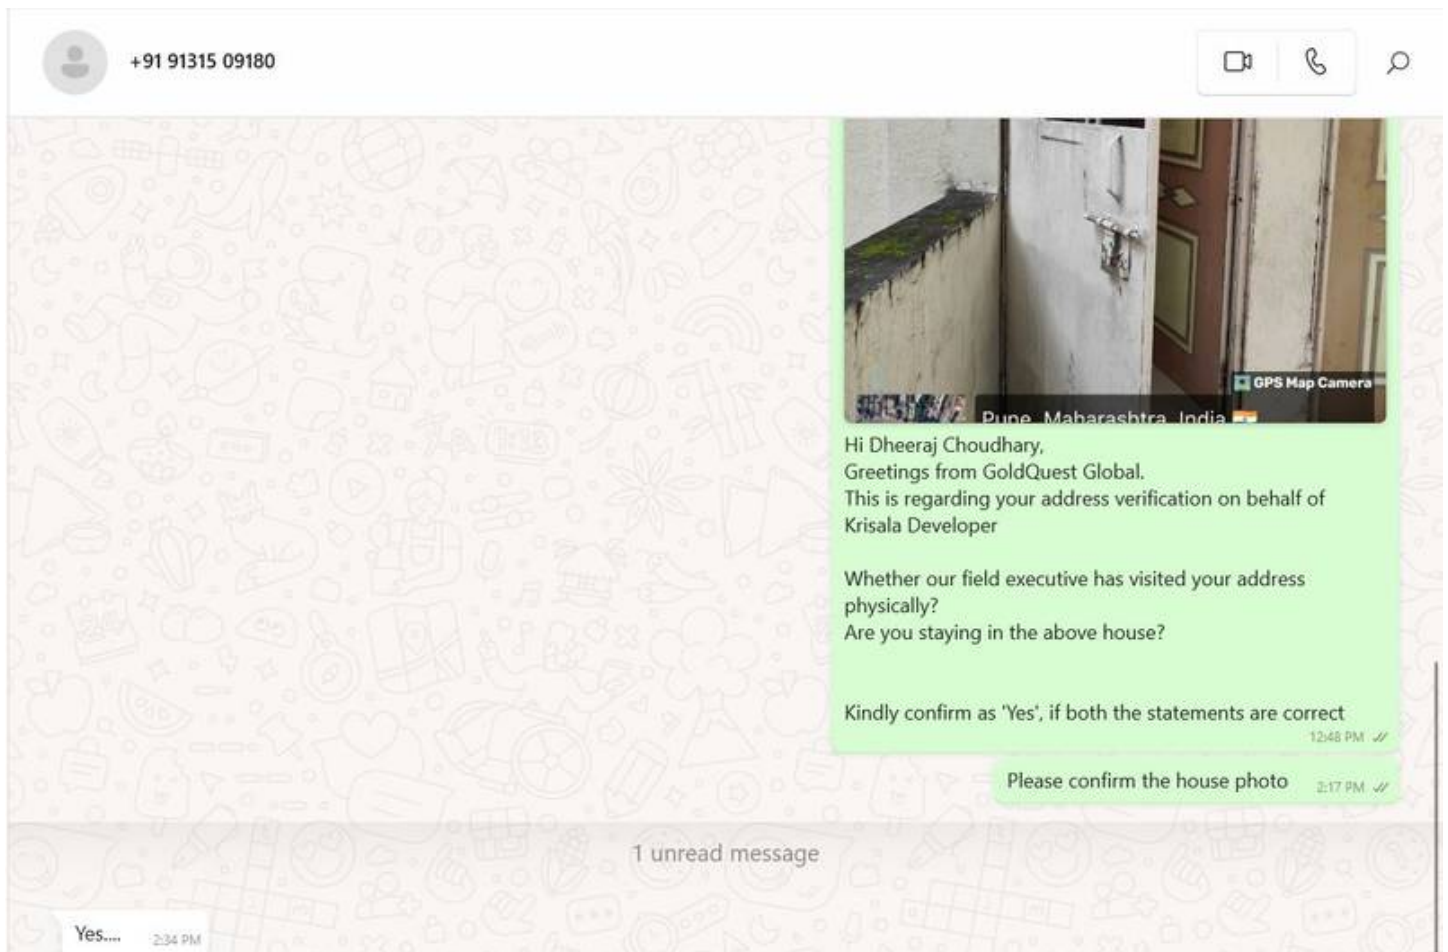 +91 91315 09180
GPS Map Camera
Pune, Maharashtra, India
Hi Dheeraj Choudhary,
Greetings from GoldQuest Global.
This is regarding your address verification on behalf of
Krisala Developer
Whether our field executive has visited your address
physically?
Are you staying in the above house?
Kindly confirm as 'Yes', if both the statements are correct
12:48 PM
Please confirm the house photo 2:17 PM
1 unread message
Yes.... 2:34 PM